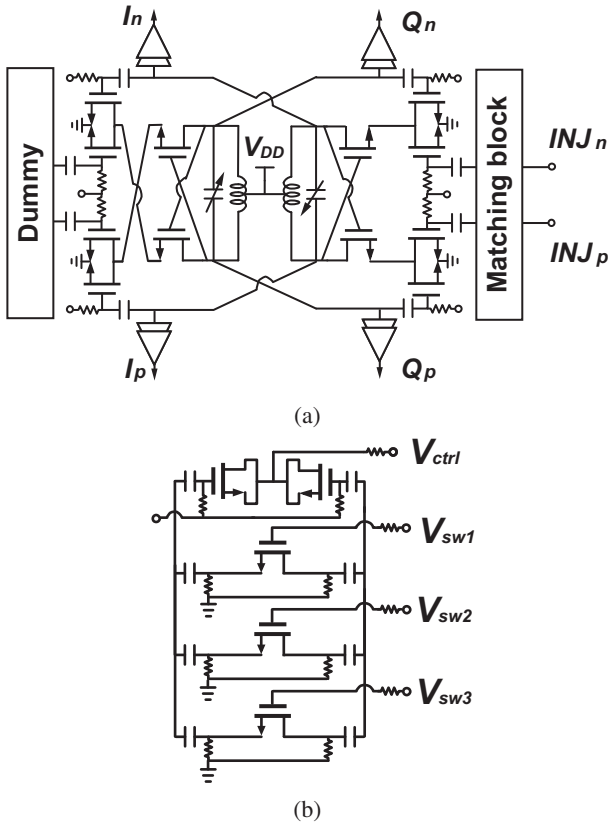 In
Qn
Dummy
VDD
Matching block
INJn
INJp
Ip
Qp
(a)
Vctrl
Vsw1
Vsw2
Vsw3
(b)